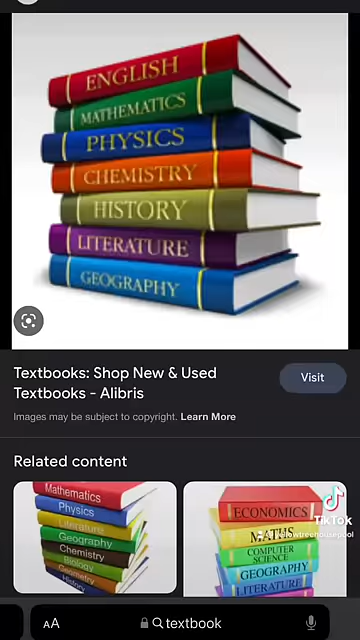 ENGLISH
MATHEMATICS
PHYSICS
CHEMISTRY
HISTORY
LITERATURE
GEOGRAPHY
Textbooks: Shop New & Used
Textbooks - Alibris
Visit
Images may be subject to copyright. Learn More
Related content
Mathematics
Physics
Literature
Geography
Chemistry
Biology
Geometry
History
ECONOMICS
MATHS
COMPUTER
SCIENCE
GEOGRAPHY
LITERATURE
TikTok
AA
textbook